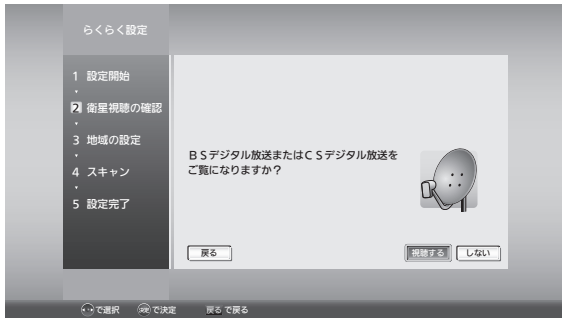 らくらく設定
1 設定開始
2 衛星視聴の確認
3 地域の設定
4 スキャン
5 設定完了
BSデジタル放送またはCSデジタル放送を
ご覧になりますか？
戻る 視聴する しない
で選択 決定 で決定 戻る で戻る